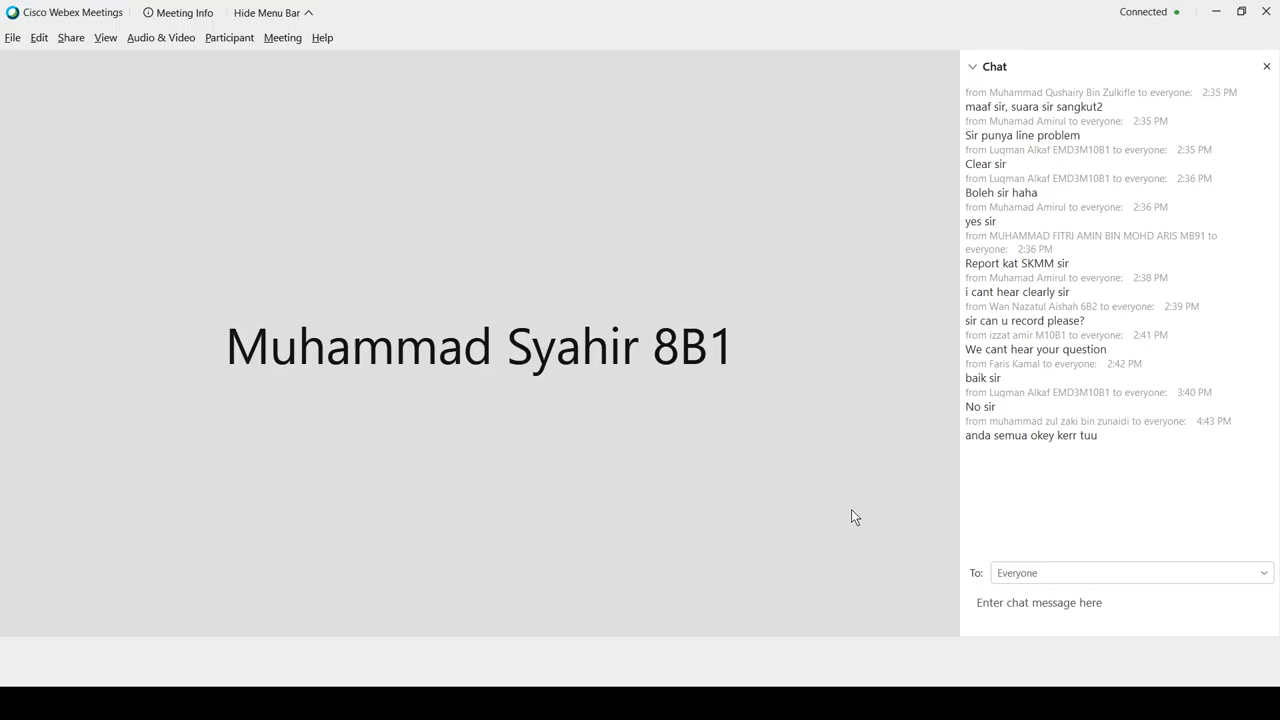 Cisco Webex Meetings
Meeting Info
Hide Menu Bar
Connected
File Edit Share View Audio & Video Participant Meeting Help
Chat
from Muhammad Qushairy Bin Zulkifle to everyone: 2:35 PM
maaf sir, suara sir sangkut2
from Muhamad Amirul to everyone: 2:35 PM
Sir punya line problem
from Luqman Alkaf EMD3M10B1 to everyone: 2:35 PM
Clear sir
from Luqman Alkaf EMD3M10B1 to everyone: 2:36 PM
Boleh sir haha
from Muhamad Amirul to everyone: 2:36 PM
yes sir
from MUHAMMAD FITRI AMIN BIN MOHD ARIS MB91 to
everyone: 2:36 PM
Report kat SKMM sir
from Muhamad Amirul to everyone: 2:38 PM
i cant hear clearly sir
from Wan Nazatul Aishah 6B2 to everyone: 2:39 PM
sir can u record please?
from izzat amir M10B1 to everyone: 2:41 PM
We cant hear your question
from Faris Kamal to everyone: 2:42 PM
baik sir
from Luqman Alkaf EMD3M10B1 to everyone: 3:40 PM
No sir
from muhammad zul zaki bin zunaidi to everyone: 4:43 PM
anda semua okey kerr tuu
To: Everyone
Enter chat message here
Muhammad Syahir 8B1